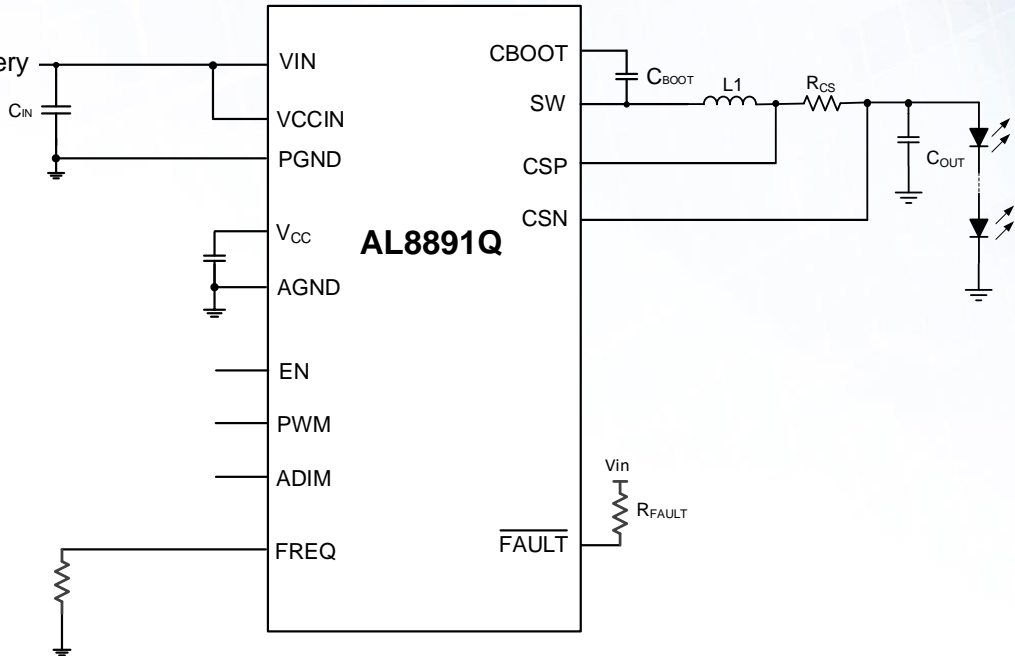 ery
VIN
CIN
VCCIN
PGND
VCC
AL8891Q
AGND
EN
PWM
ADIM
FREQ
CBOOT
CBOOT
SW
L1
RCS
CSP
COUT
CSN
Vin
RFAULT
FAULT